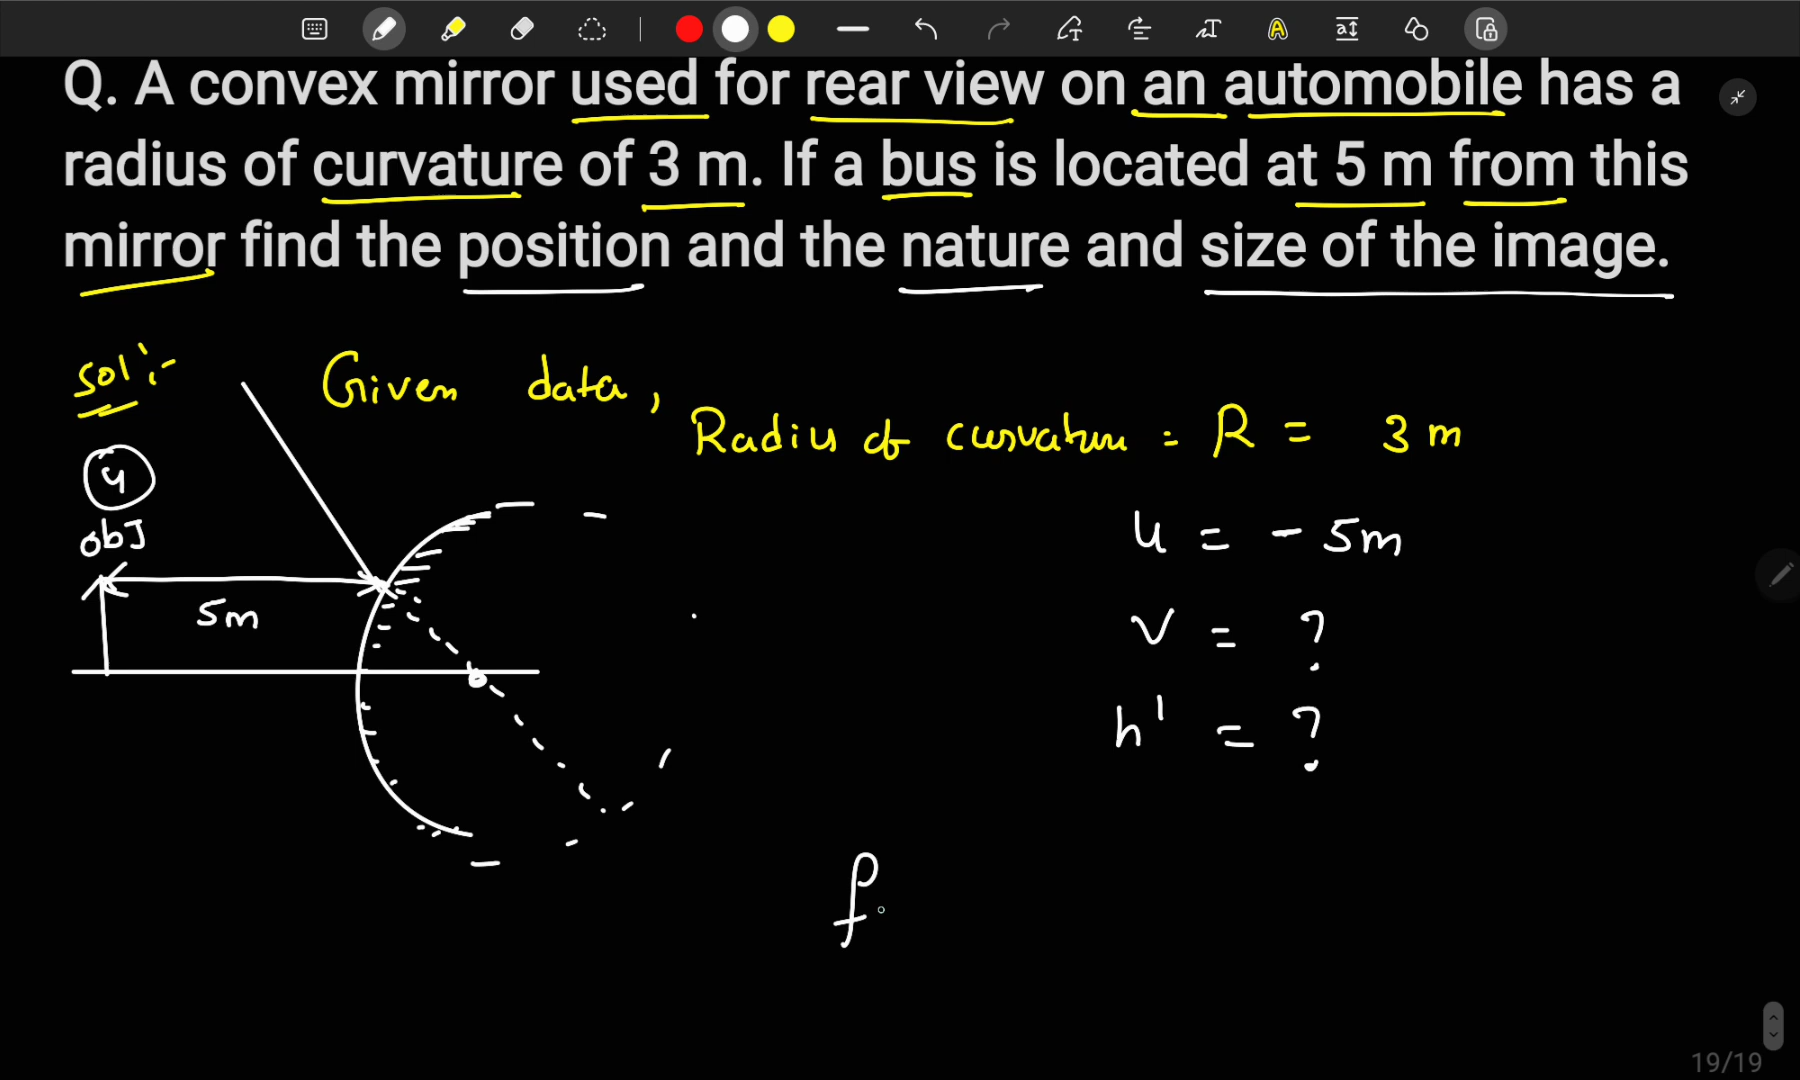 Q. A convex mirror used for rear view on an automobile has a
radius of curvature of 3 m. If a bus is located at 5 m from this
mirror find the position and the nature and size of the image.
sol:-
Given data,
Radius of curvature = R = 3 m
u
obj
5m
u = - 5m
v = ?
h' = ?
f
19/19